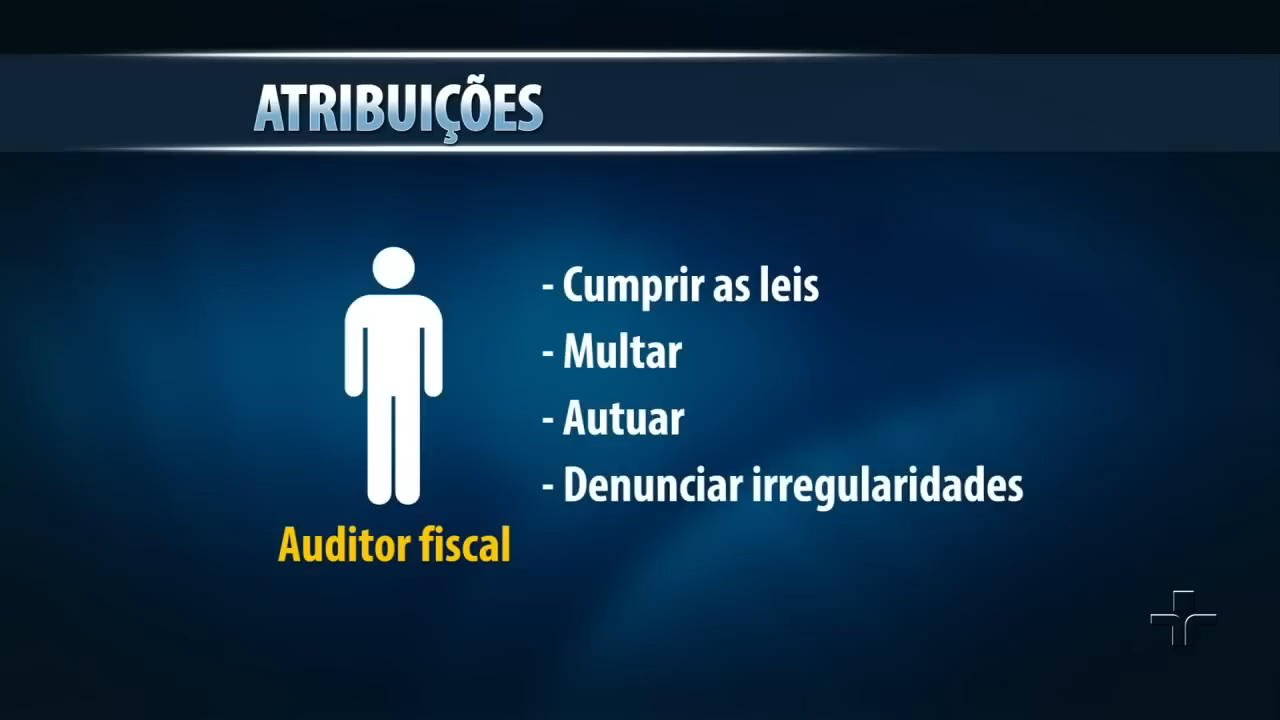 ATRIBUIÇÕES
- Cumprir as leis
- Multar
- Autuar
- Denunciar irregularidades
Auditor fiscal